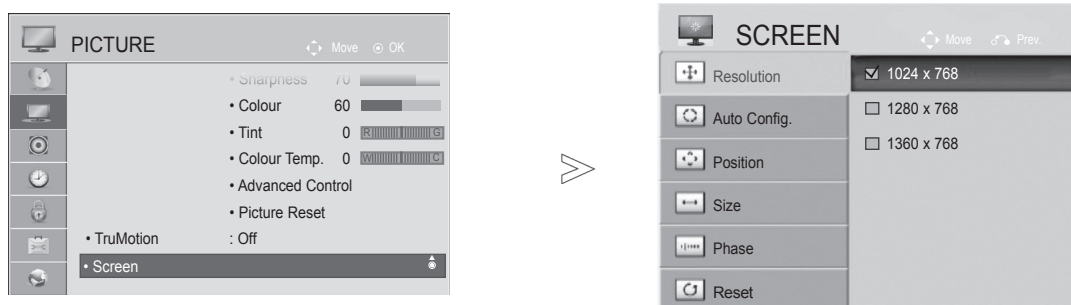 PICTURE
Move OK
• Sharpness 70
• Colour 60
• Tint 0 R G
• Colour Temp. 0 W C
• Advanced Control
• Picture Reset
• TruMotion : Off
• Screen
SCREEN
Move Prev.
Resolution
Auto Config.
Position
Size
Phase
Reset
1024 x 768
1280 x 768
1360 x 768